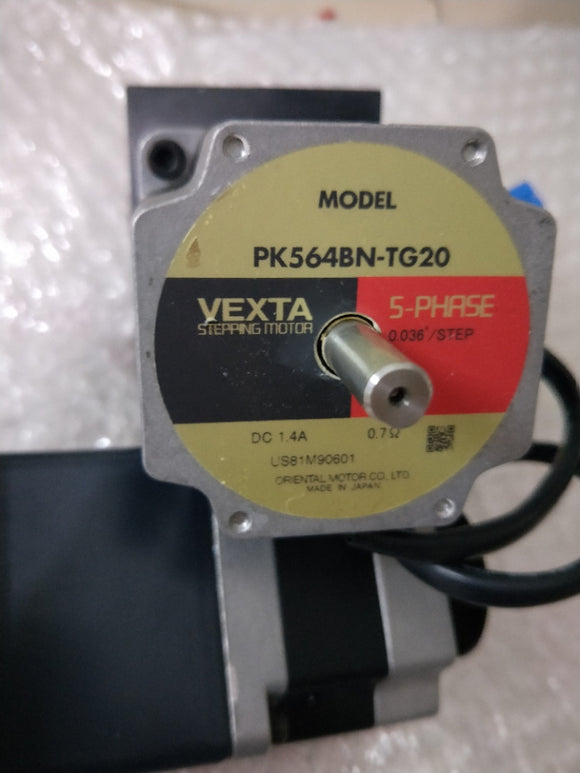 MODEL
PK564BN-TG20
VEXTA
STEPPING MOTOR
5-PHASE
0.036°/STEP
DC 1.4A 0.7Ω
US81M90601
ORIENTAL MOTOR CO., LTD.
MADE IN JAPAN